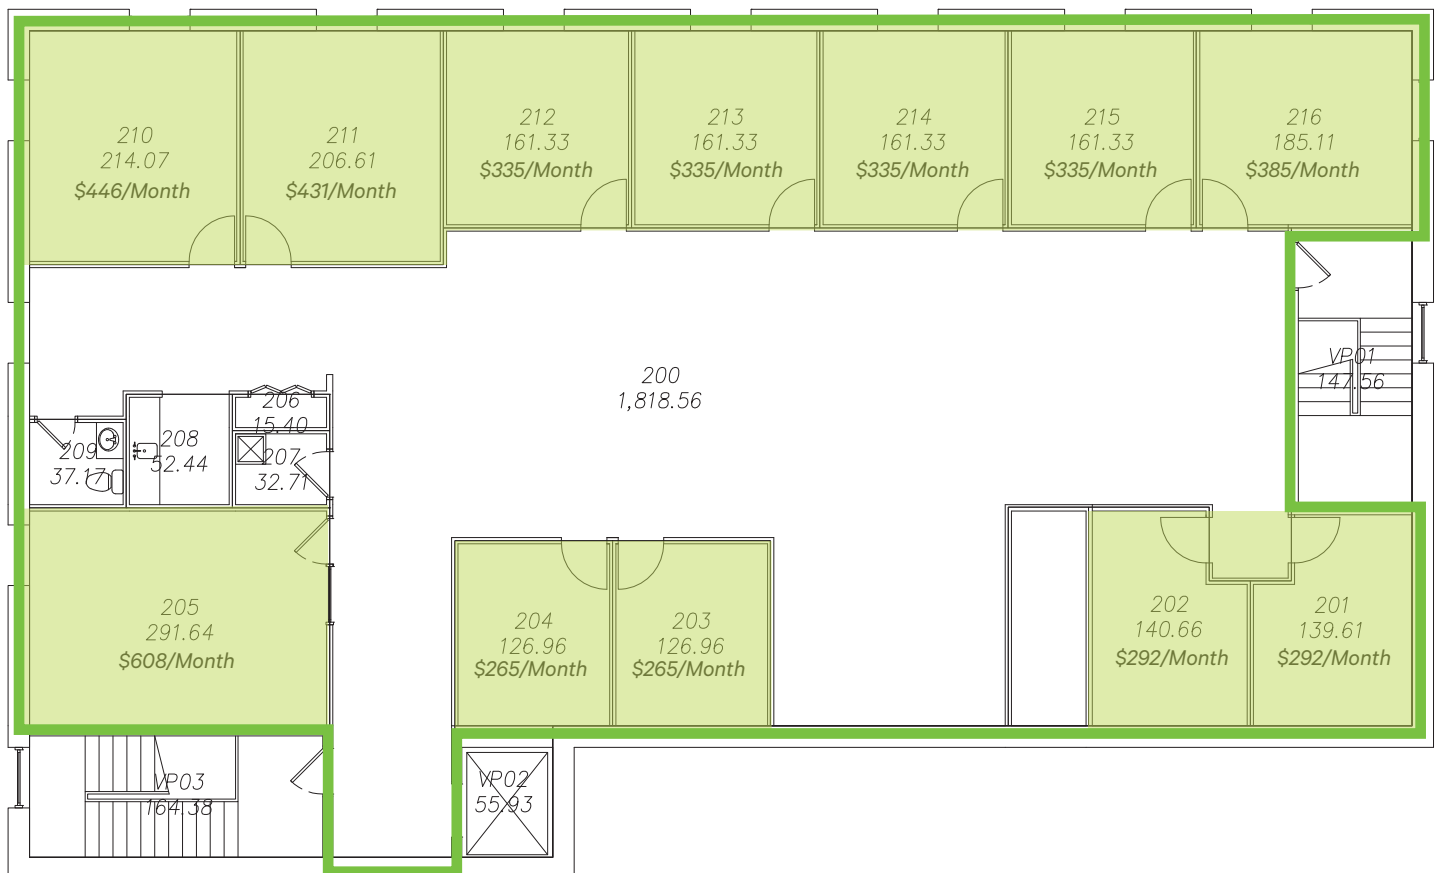 210
214.07
$446/Month
211
206.61
$431/Month
212
161.33
$335/Month
213
161.33
$335/Month
214
161.33
$335/Month
215
161.33
$335/Month
216
185.11
$385/Month
200
1,818.56
VP01
147.56
206
15.40
209
37.17
208
52.44
207
32.71
205
291.64
$608/Month
204
126.96
$265/Month
203
126.96
$265/Month
202
140.66
$292/Month
201
139.61
$292/Month
VP03
164.38
VP02
55.93